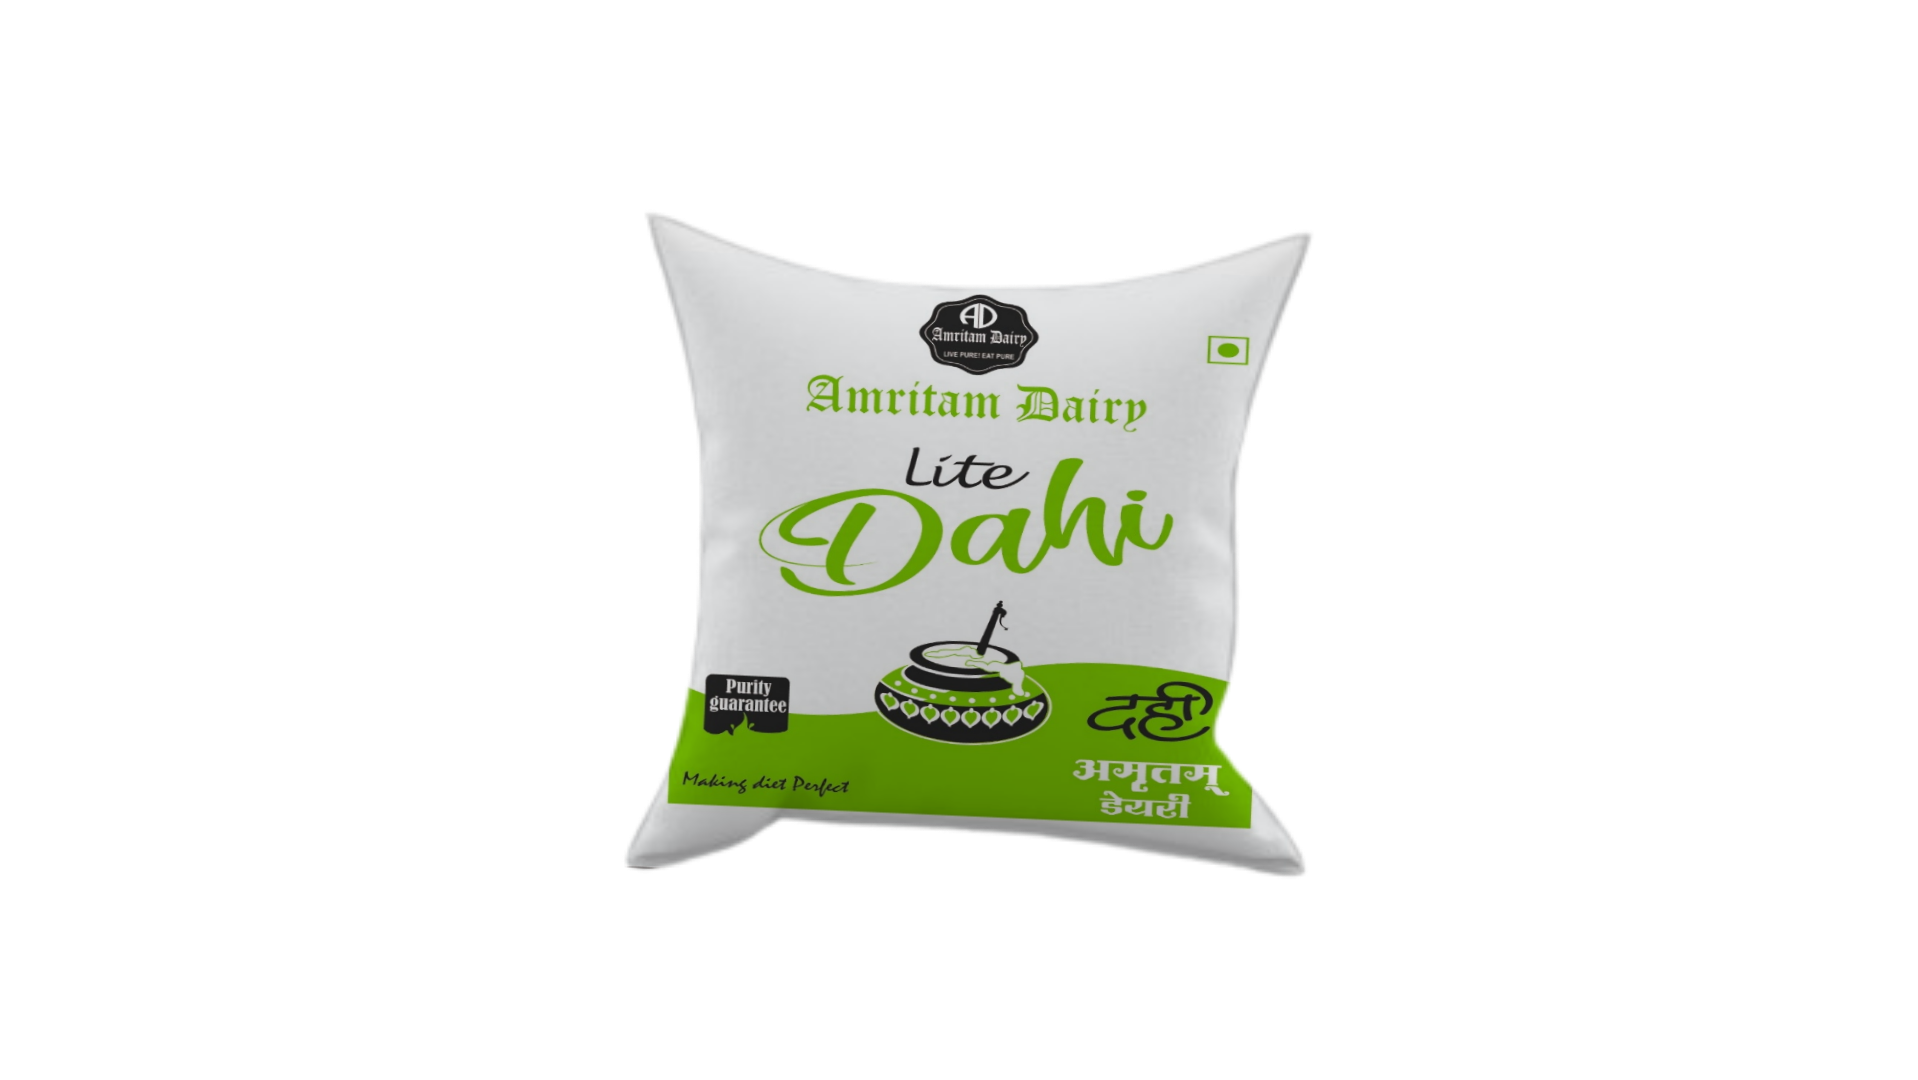 AD
Amritam Dairy
LIVE PURE! EAT PURE
Amritam Dairy
Lite
Dahi
Purity
guarantee
दही
Making diet Perfect
अमृतम्
डेयरी